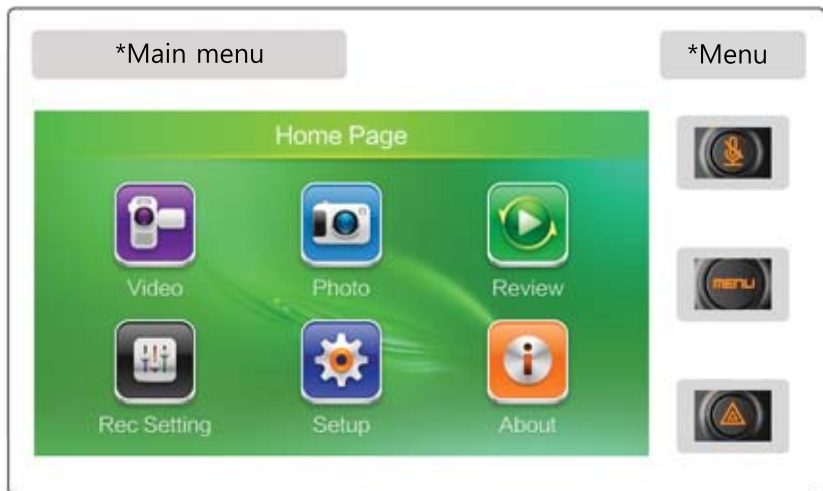 *Main menu
*Menu
Home Page
Video
Photo
Review
MENU
Rec Setting
Setup
About